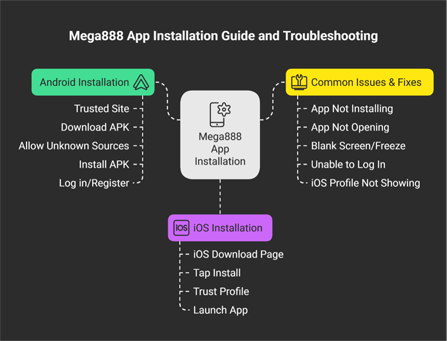 Mega888 App Installation Guide and Troubleshooting
Android Installation
Trusted Site
Download APK
Allow Unknown Sources
Install APK
Log in/Register
Mega888
App
Installation
Common Issues & Fixes
App Not Installing
App Not Opening
Blank Screen/Freeze
Unable to Log In
iOS Profile Not Showing
iOS
iOS Installation
iOS Download Page
Tap Install
Trust Profile
Launch App